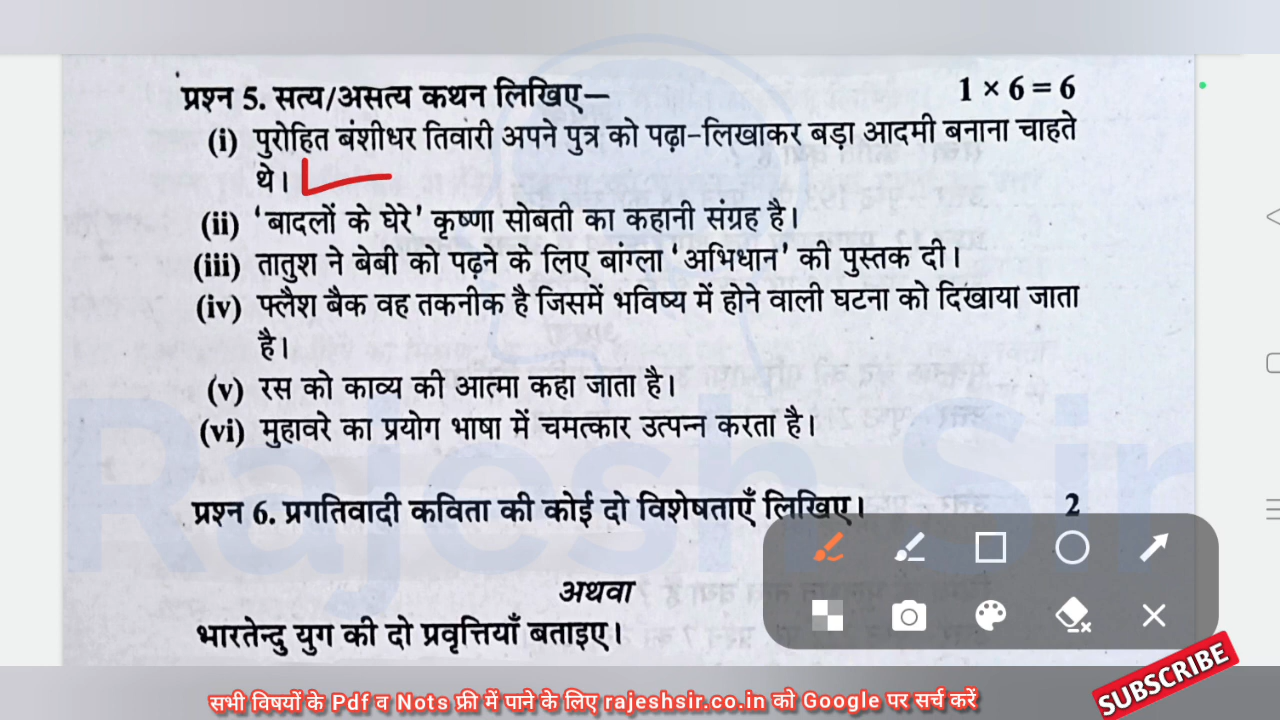 प्रश्न 5. सत्य/असत्य कथन लिखिए— 1 × 6 = 6
(i) पुरोहित बंशीधर तिवारी अपने पुत्र को पढ़ा-लिखाकर बड़ा आदमी बनाना चाहते
थे।
(ii) 'बादलों के घेरे' कृष्णा सोबती का कहानी संग्रह है।
(iii) तातुश ने बेबी को पढ़ने के लिए बांग्ला 'अभिधान' की पुस्तक दी।
(iv) फ्लैश बैक वह तकनीक है जिसमें भविष्य में होने वाली घटना को दिखाया जाता
है।
(v) रस को काव्य की आत्मा कहा जाता है।
(vi) मुहावरे का प्रयोग भाषा में चमत्कार उत्पन्न करता है।
Rajesh Sir
प्रश्न 6. प्रगतिवादी कविता की कोई दो विशेषताएँ लिखिए। 2
अथवा
भारतेन्दु युग की दो प्रवृत्तियाँ बताइए।
सभी विषयों के Pdf व Nots फ्री में पाने के लिए rajeshsir.co.in को Google पर सर्च करें
SUBSCRIBE